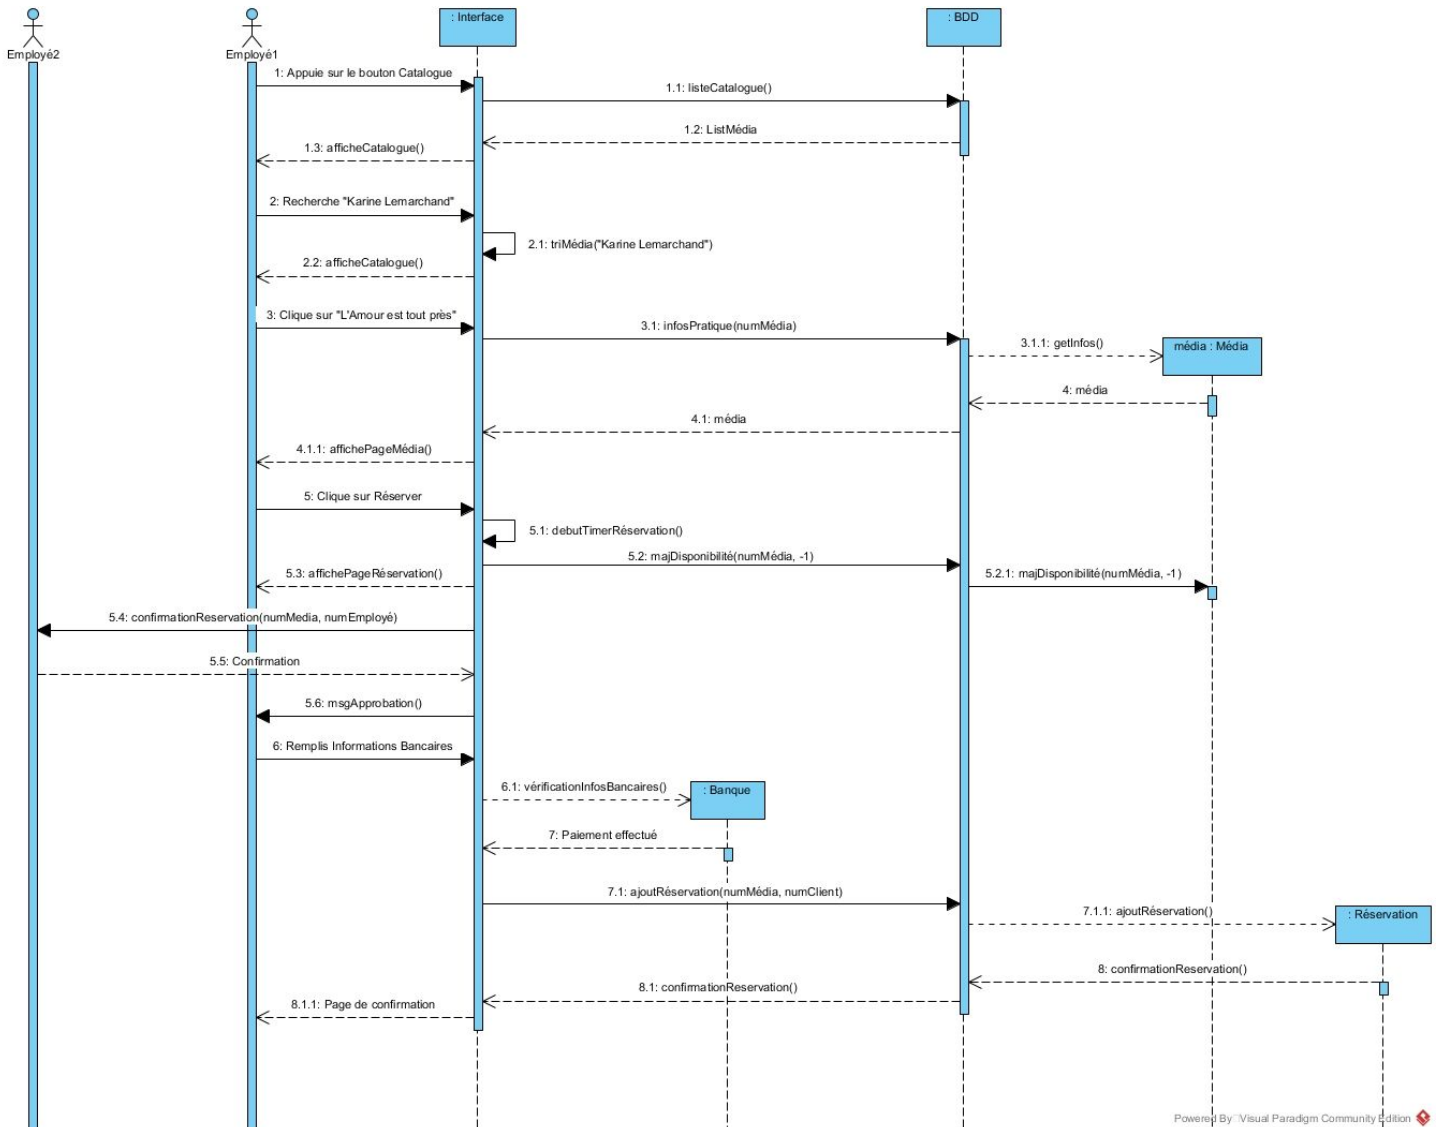 : Interface
: BDD
Employé2
Employé1
1: Appuie sur le bouton Catalogue
1.1: listeCatalogue()
1.2: ListMédia
1.3: afficheCatalogue()
2: Recherche "Karine Lemarchand"
2.1: triMédia("Karine Lemarchand")
2.2: afficheCatalogue()
3: Clique sur "L'Amour est tout près"
3.1: infosPratique(numMédia)
3.1.1: getInfos()
média : Média
4: média
4.1: média
4.1.1: affichePageMédia()
5: Clique sur Réserver
5.1: debutTimerRéservation()
5.2: majDisponibilité(numMédia, -1)
5.3: affichePageRéservation()
5.2.1: majDisponibilité(numMédia, -1)
5.4: confirmationReservation(numMedia, numEmployé)
5.5: Confirmation
5.6: msgApprobation()
6: Remplis Informations Bancaires
6.1: vérificationInfosBancaires()
: Banque
7: Paiement effectué
7.1: ajoutRéservation(numMédia, numClient)
7.1.1: ajoutRéservation()
: Réservation
8: confirmationReservation()
8.1: confirmationReservation()
8.1.1: Page de confirmation
Powered By Visual Paradigm Community Edition